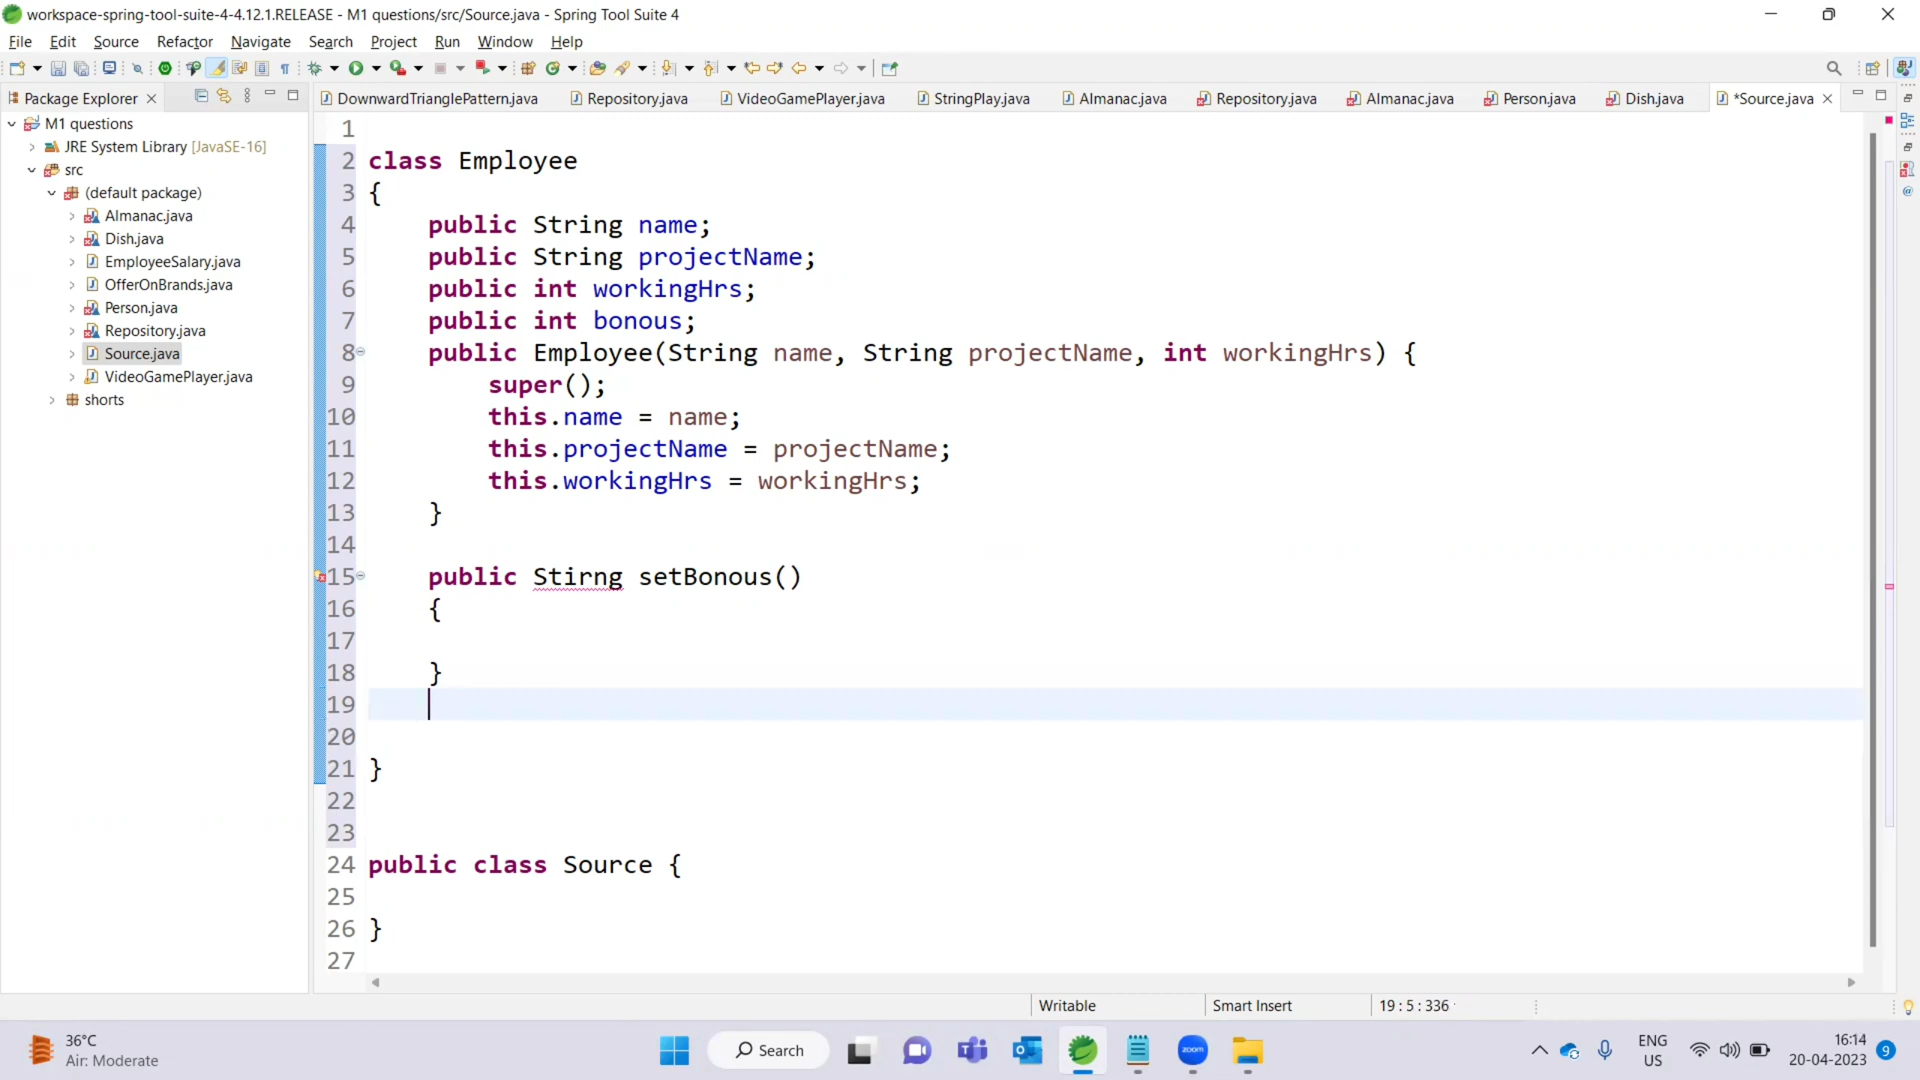 workspace-spring-tool-suite-4-4.12.1.RELEASE - M1 questions/src/Source.java - Spring Tool Suite 4
File Edit Source Refactor Navigate Search Project Run Window Help
Package Explorer
DownwardTrianglePattern.java Repository.java VideoGamePlayer.java StringPlay.java Almanac.java Repository.java Almanac.java Person.java Dish.java *Source.java
M1 questions
JRE System Library [JavaSE-16]
src
(default package)
Almanac.java
Dish.java
EmployeeSalary.java
OfferOnBrands.java
Person.java
Repository.java
Source.java
VideoGamePlayer.java
shorts
1
2 class Employee
3 {
4 public String name;
5 public String projectName;
6 public int workingHrs;
7 public int bonous;
8 public Employee(String name, String projectName, int workingHrs) {
9 super();
10 this.name = name;
11 this.projectName = projectName;
12 this.workingHrs = workingHrs;
13 }
14
15 public Stirng setBonous()
16 {
17
18 }
19
20
21 }
22
23
24 public class Source {
25
26 }
27
Writable Smart Insert 19 : 5 : 336
36°C
Air: Moderate
Search
zoom
ENG
US
16:14
20-04-2023
9